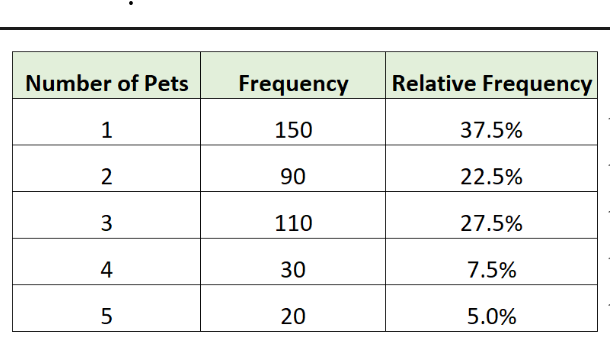 Number of Pets Frequency Relative Frequency
1 150 37.5%
2 90 22.5%
3 110 27.5%
4 30 7.5%
5 20 5.0%